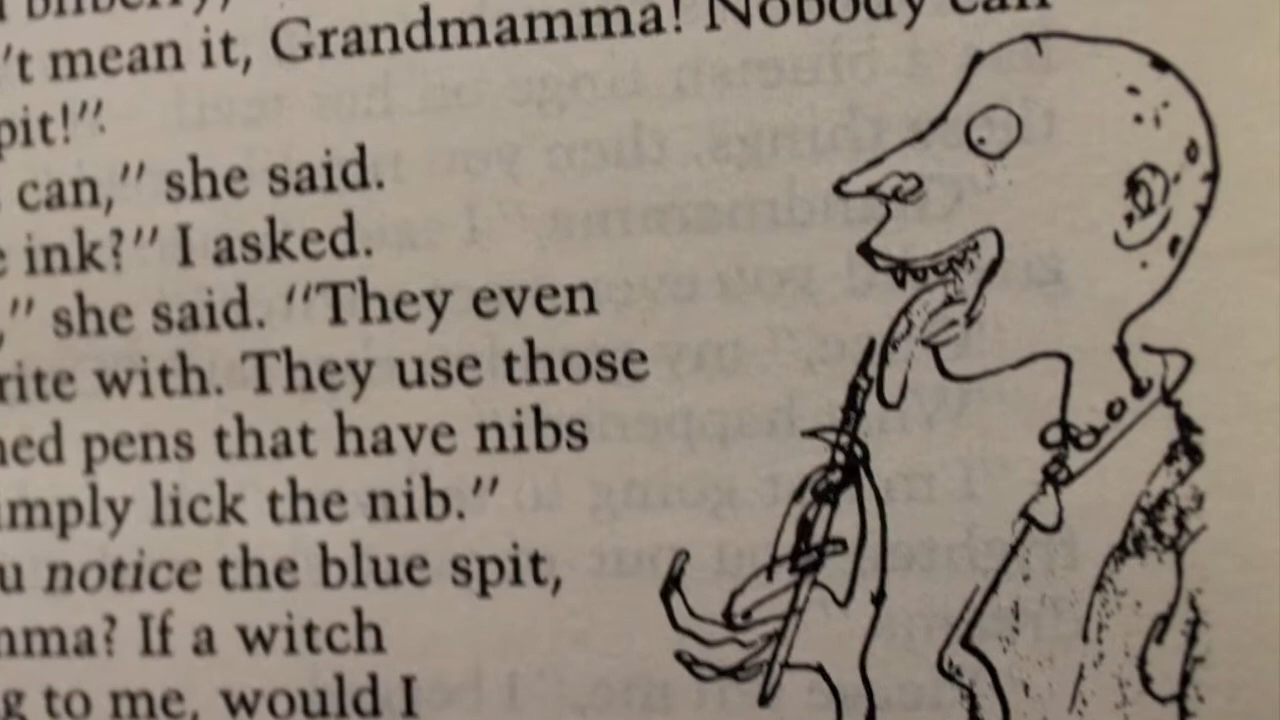 't mean it, Grandmamma! Nobody can
pit!"
can," she said.
ink?" I asked.
," she said. "They even
rite with. They use those
ned pens that have nibs
mply lick the nib."
u notice the blue spit,
mma? If a witch
g to me, would I